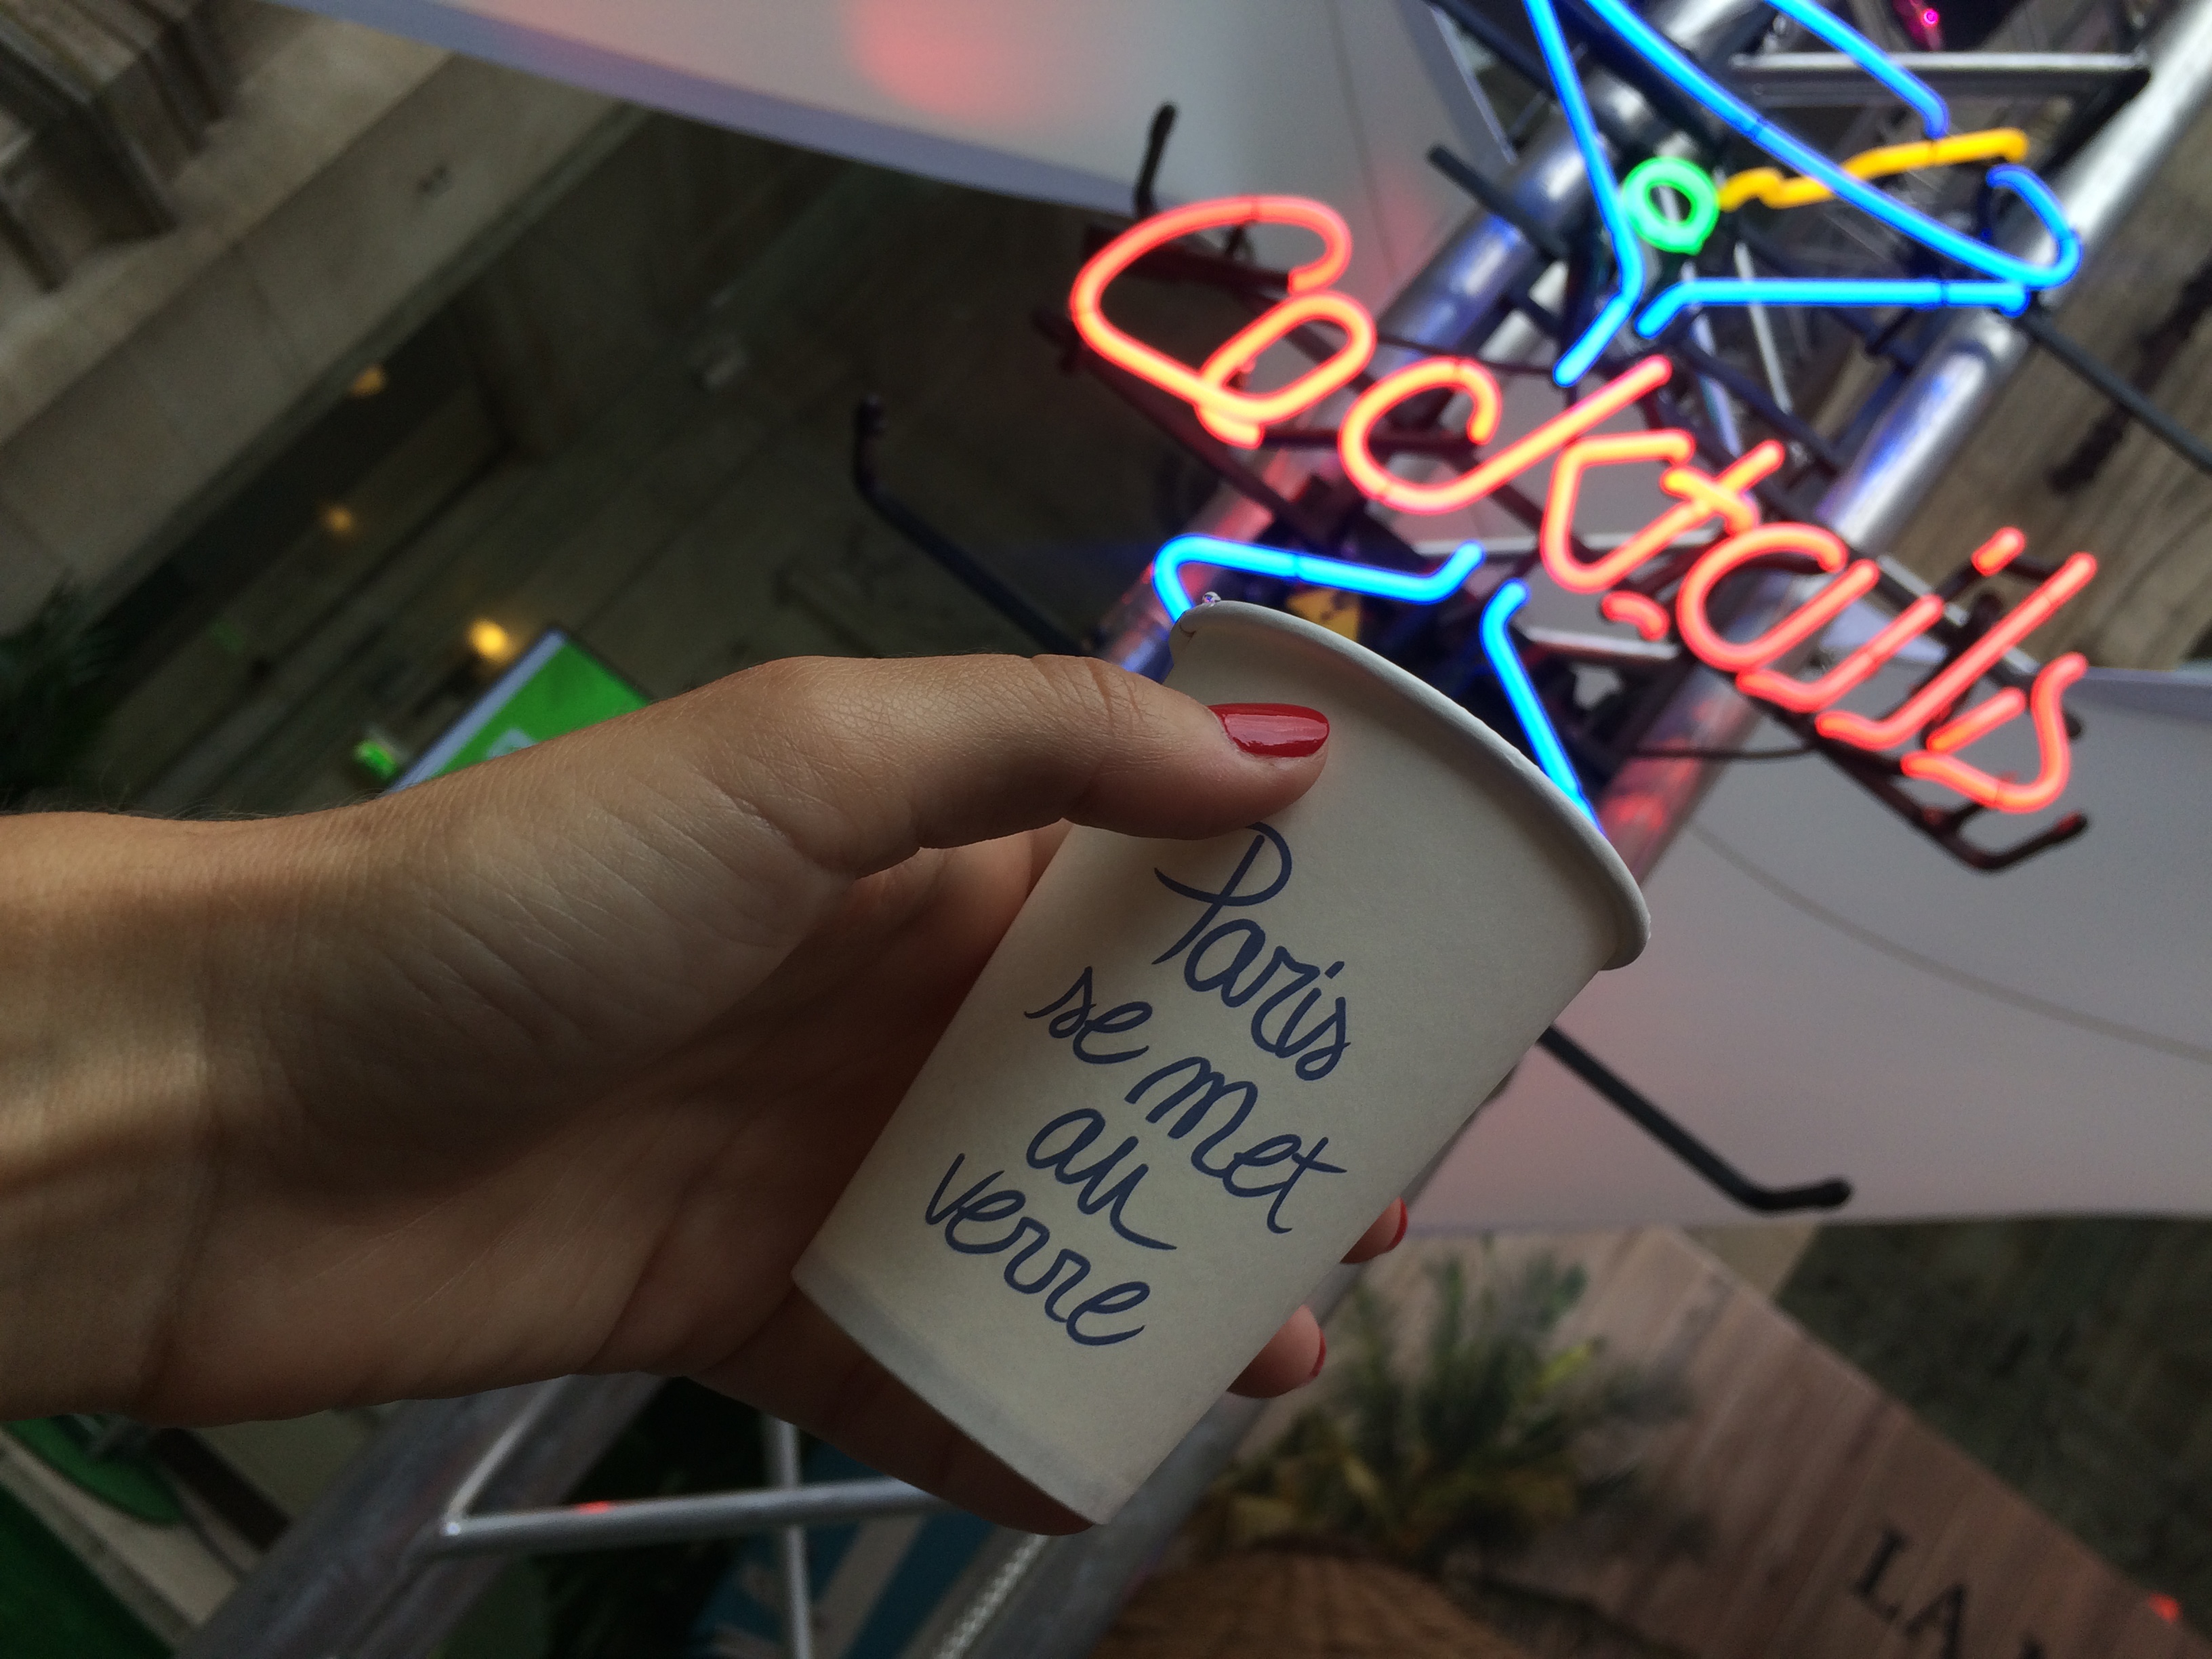 Cocktails
Paris
se met
au
verre